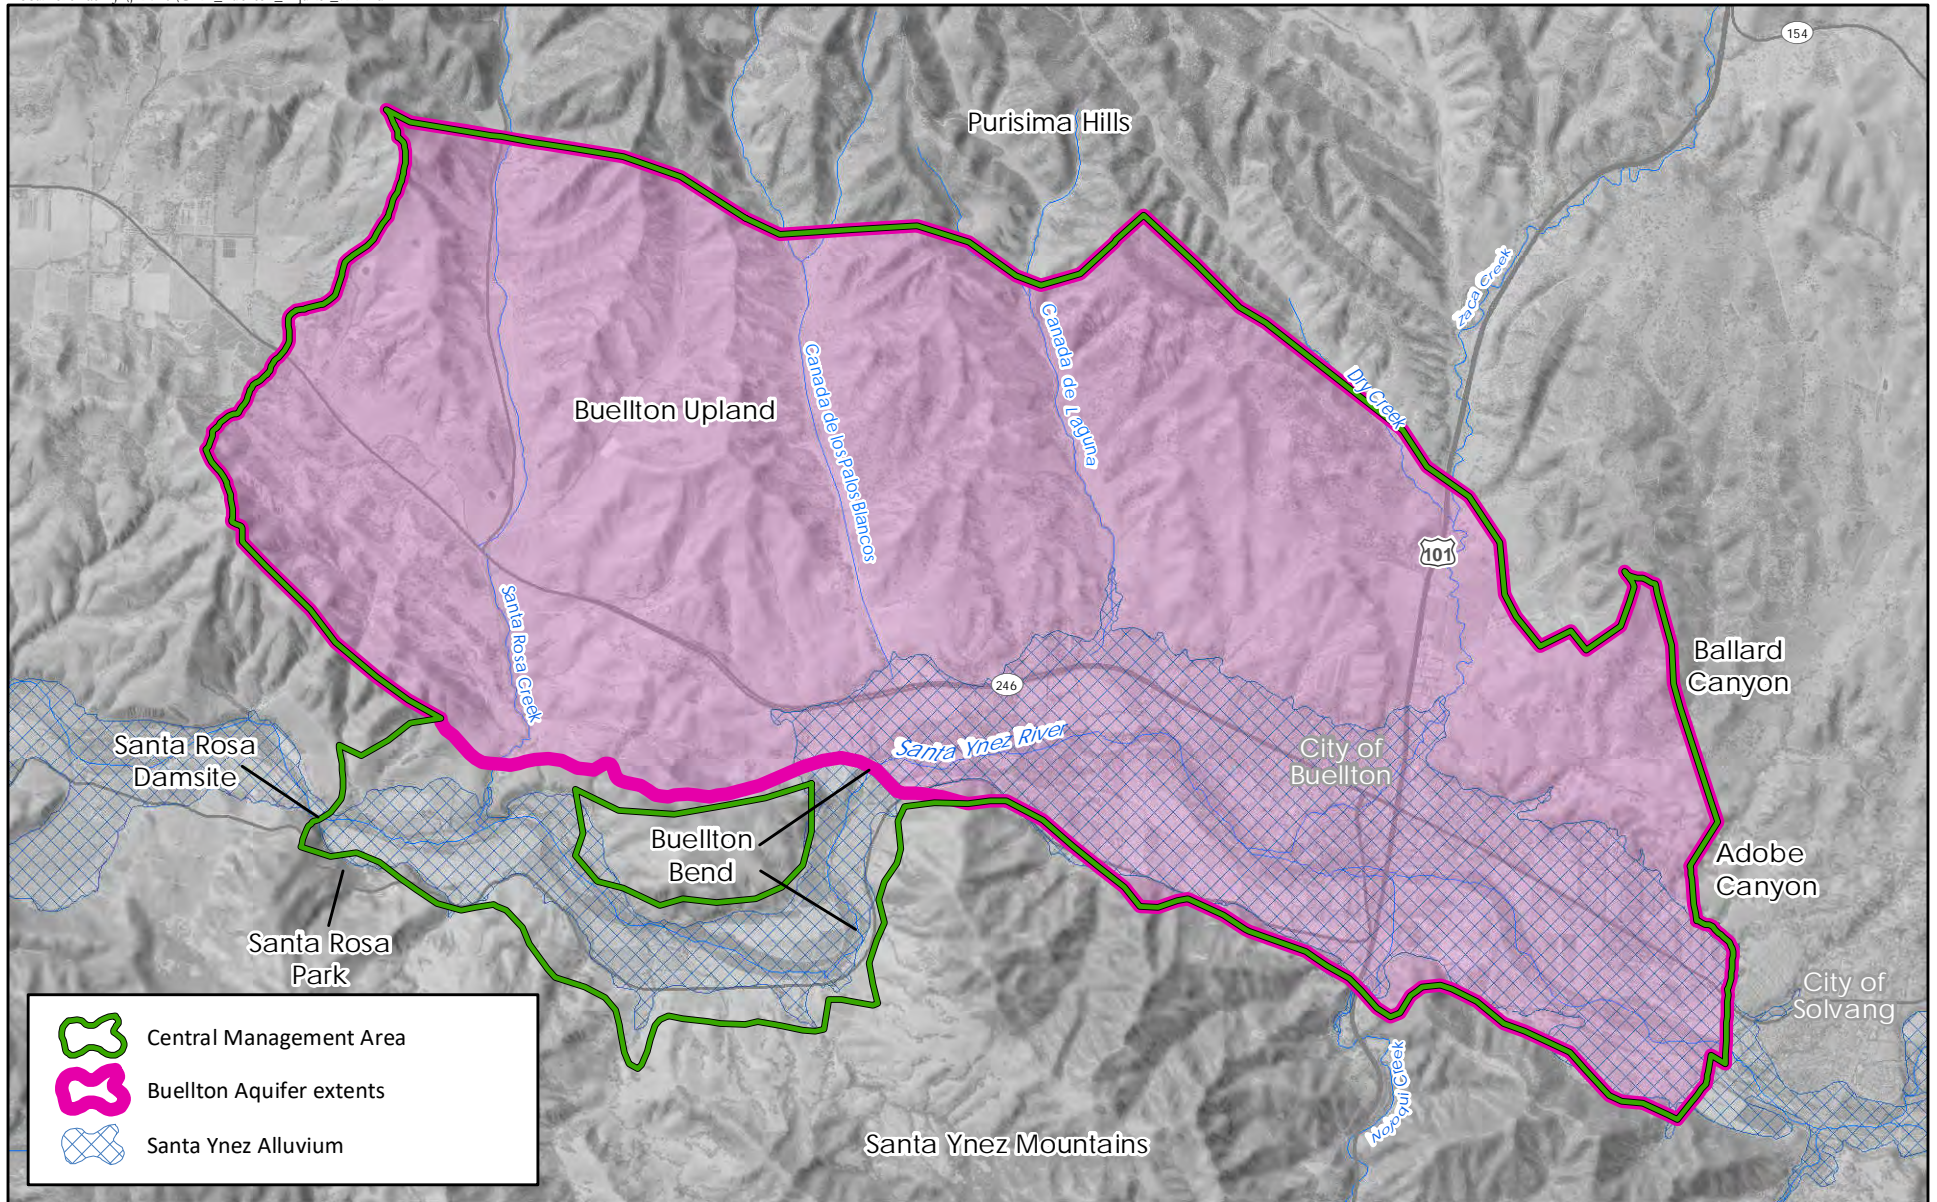 154
Purisima Hills
Zaca Creek
Canada de Laguna
Canada de los Palos Blancos
Dry Creek
Buellton Upland
101
Santa Rosa Creek
Ballard
Canyon
246
Santa Ynez River
City of
Buellton
Santa Rosa
Damsite
Buellton
Bend
Adobe
Canyon
Santa Rosa
Park
City of
Solvang
Nojoqui Creek
Santa Ynez Mountains
Central Management Area
Buellton Aquifer extents
Santa Ynez Alluvium